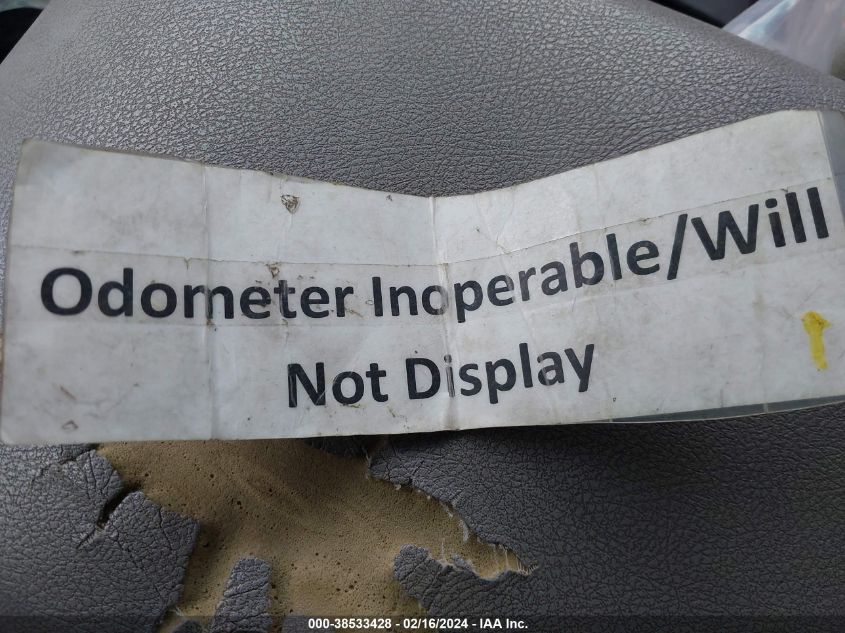 Odometer Inoperable/Will
Not Display
000-38533428 - 02/16/2024 - IAA Inc.